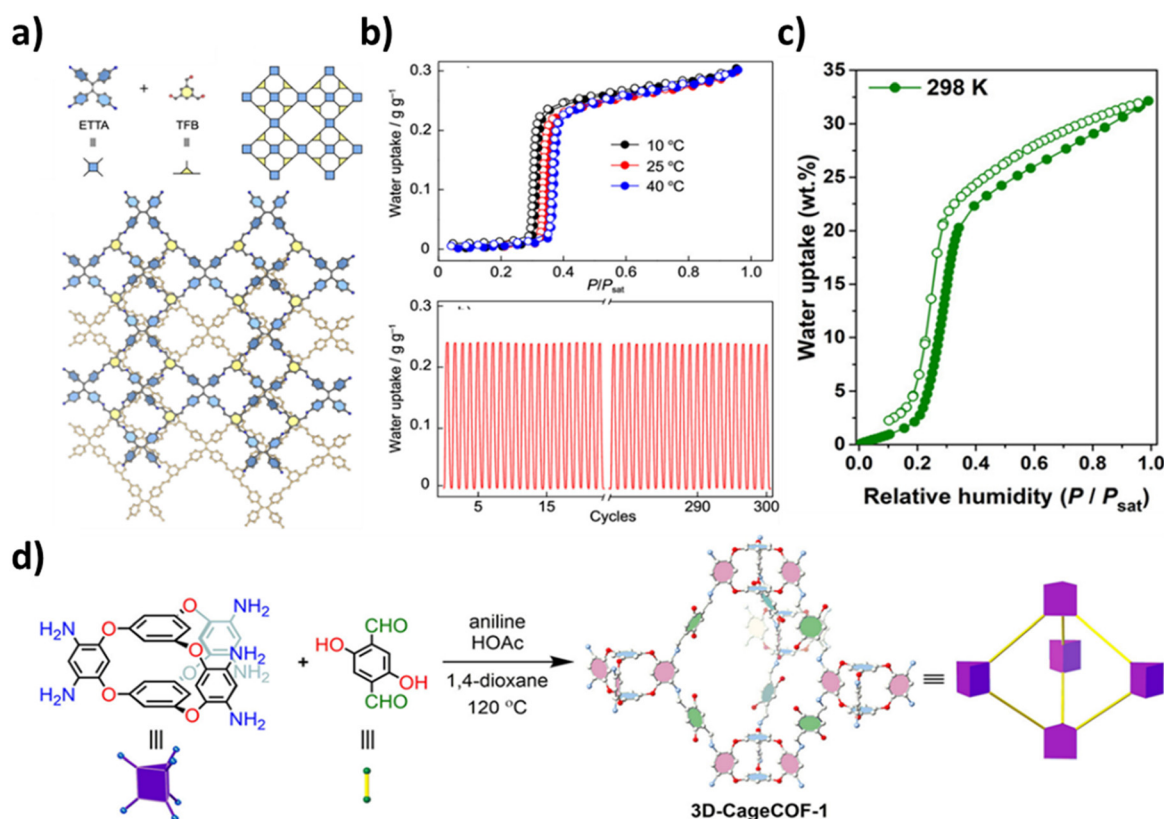 a)
ETTA
+
TFB
b)
Water uptake / g g⁻¹
0.3
0.2
0.1
0
10 °C
25 °C
40 °C
0
0.2
0.4
0.6
0.8
1.0
P/Psat
Water uptake / g g⁻¹
0.3
0.2
0.1
0
5
15
290
300
Cycles
c)
298 K
Water uptake (wt.%)
35
30
25
20
15
10
5
0
0.0
0.2
0.4
0.6
0.8
1.0
Relative humidity (P / Psat)
d)
H₂N
H₂N
O
O
O
O
O
O
NH₂
NH₂
NH₂
NH₂
+
CHO
HO
OH
CHO
aniline
HOAc
1,4-dioxane
120 °C
3D-CageCOF-1